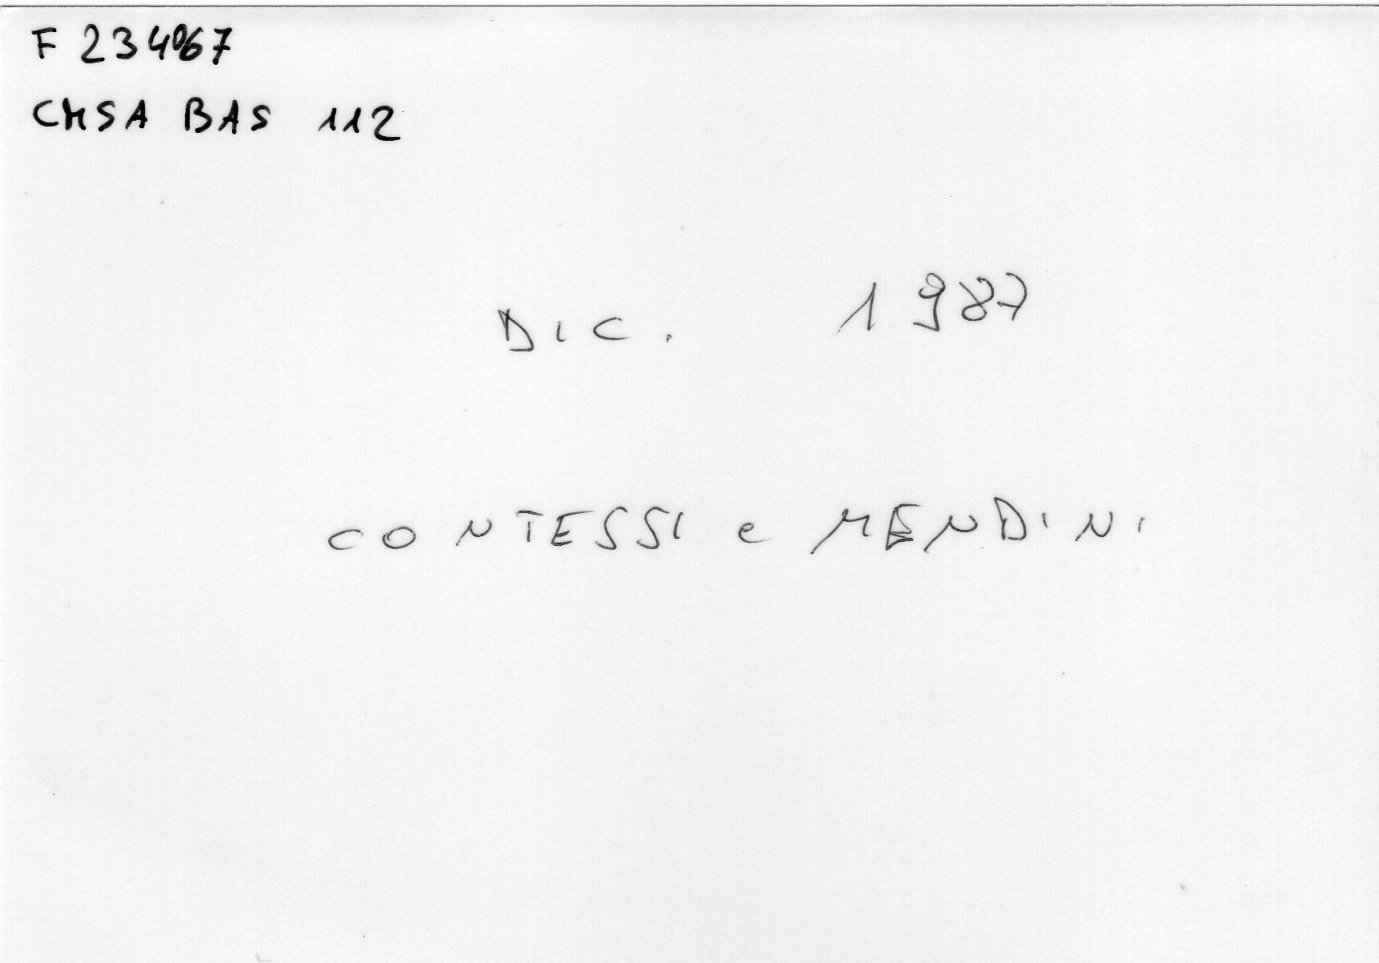 F 234067
CMSA BAS 112
DIC. 1987
CONTESSI e MENDINI